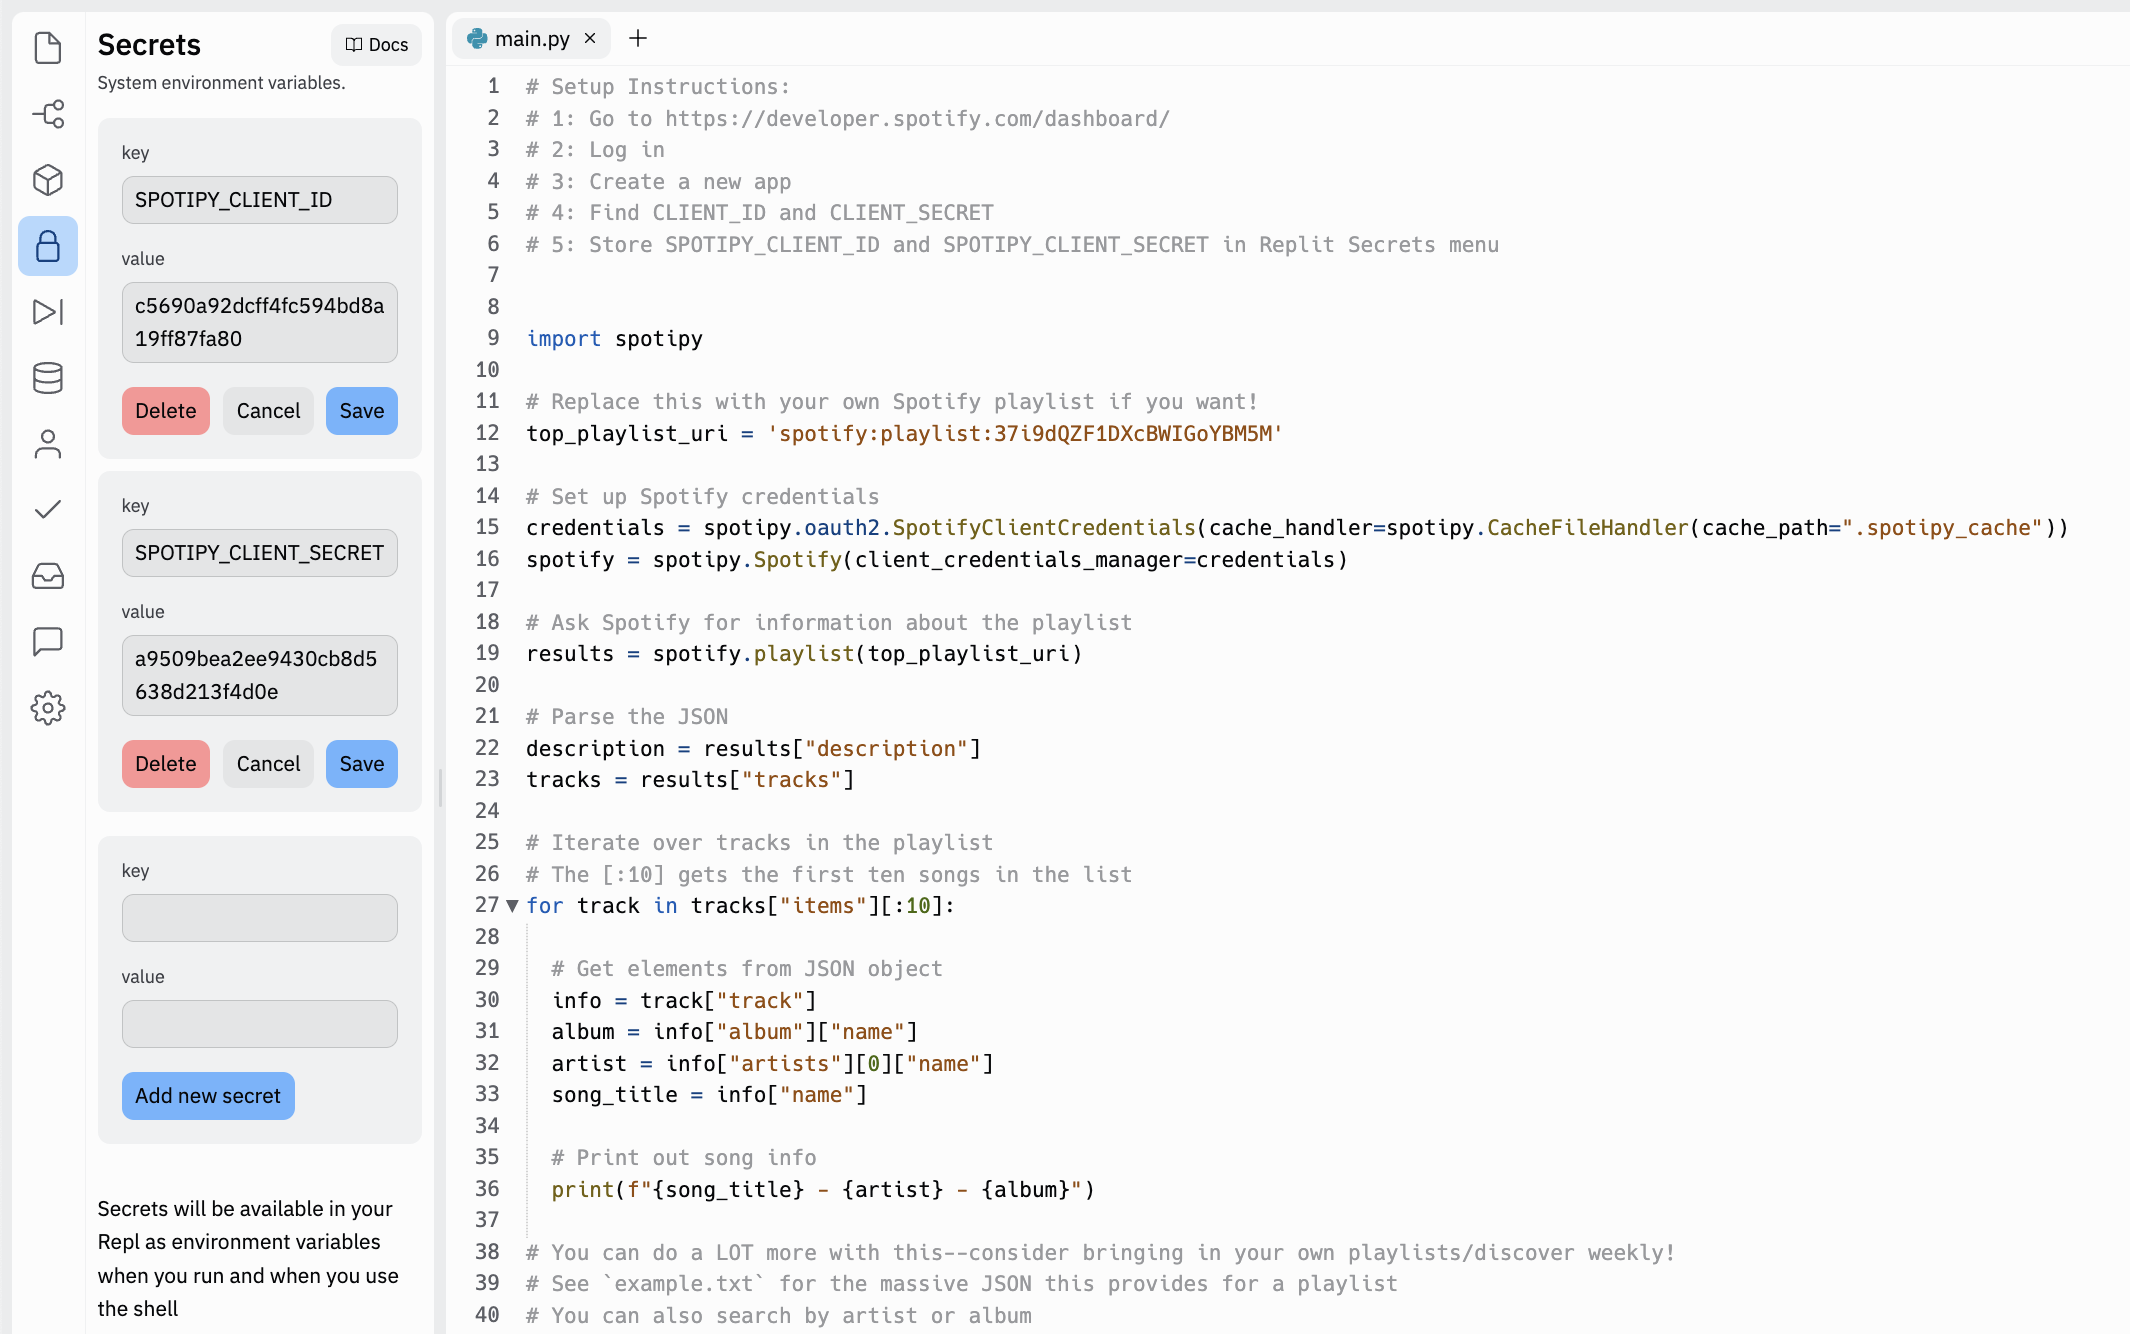 Secrets
Docs
System environment variables.
key
SPOTIPY_CLIENT_ID
value
c5690a92dcff4fc594bd8a
19ff87fa80
Delete Cancel Save
key
SPOTIPY_CLIENT_SECRET
value
a9509bea2ee9430cb8d5
638d213f4d0e
Delete Cancel Save
key
value
Add new secret
Secrets will be available in your
Repl as environment variables
when you run and when you use
the shell
main.py × +
1 # Setup Instructions:
2 # 1: Go to https://developer.spotify.com/dashboard/
3 # 2: Log in
4 # 3: Create a new app
5 # 4: Find CLIENT_ID and CLIENT_SECRET
6 # 5: Store SPOTIPY_CLIENT_ID and SPOTIPY_CLIENT_SECRET in Replit Secrets menu
7
8
9 import spotipy
10
11 # Replace this with your own Spotify playlist if you want!
12 top_playlist_uri = 'spotify:playlist:37i9dQZF1DXcBWIGoYBM5M'
13
14 # Set up Spotify credentials
15 credentials = spotipy.oauth2.SpotifyClientCredentials(cache_handler=spotipy.CacheFileHandler(cache_path=".spotipy_cache"))
16 spotify = spotipy.Spotify(client_credentials_manager=credentials)
17
18 # Ask Spotify for information about the playlist
19 results = spotify.playlist(top_playlist_uri)
20
21 # Parse the JSON
22 description = results["description"]
23 tracks = results["tracks"]
24
25 # Iterate over tracks in the playlist
26 # The [:10] gets the first ten songs in the list
27 for track in tracks["items"][:10]:
28
29   # Get elements from JSON object
30   info = track["track"]
31   album = info["album"]["name"]
32   artist = info["artists"][0]["name"]
33   song_title = info["name"]
34
35   # Print out song info
36   print(f"{song_title} - {artist} - {album}")
37
38 # You can do a LOT more with this--consider bringing in your own playlists/discover weekly!
39 # See `example.txt` for the massive JSON this provides for a playlist
40 # You can also search by artist or album